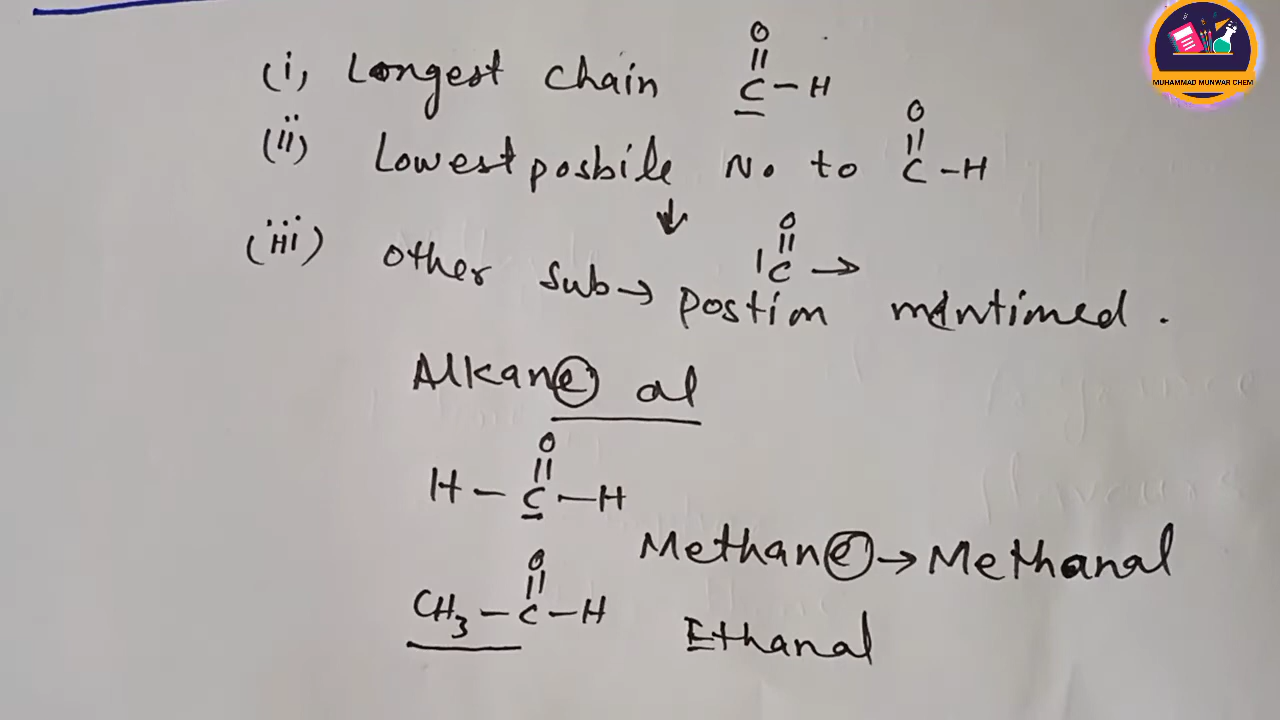 MUHAMMAD MUNWAR CHEM
O
||
(i, Longest chain C-H
O
||
(ii) Lowest posbile No to C-H
↓
O
||
1 C →
(iii) other sub → postion mentioned.
Alkane al
O
||
H-C-H
Methane → Methanal
O
||
CH3-C-H
Ethanal